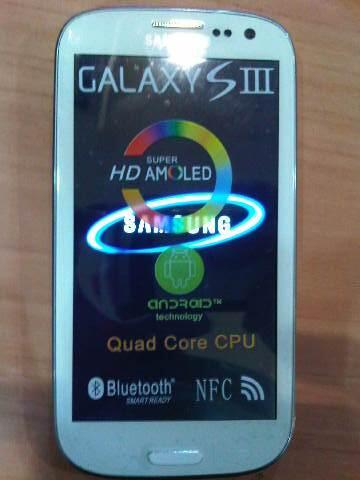 SAMSUNG
GALAXY S III
SUPER
HD AMOLED
SAMSUNG
ANDROID™
technology
Quad Core CPU
Bluetooth®
SMART READY
NFC